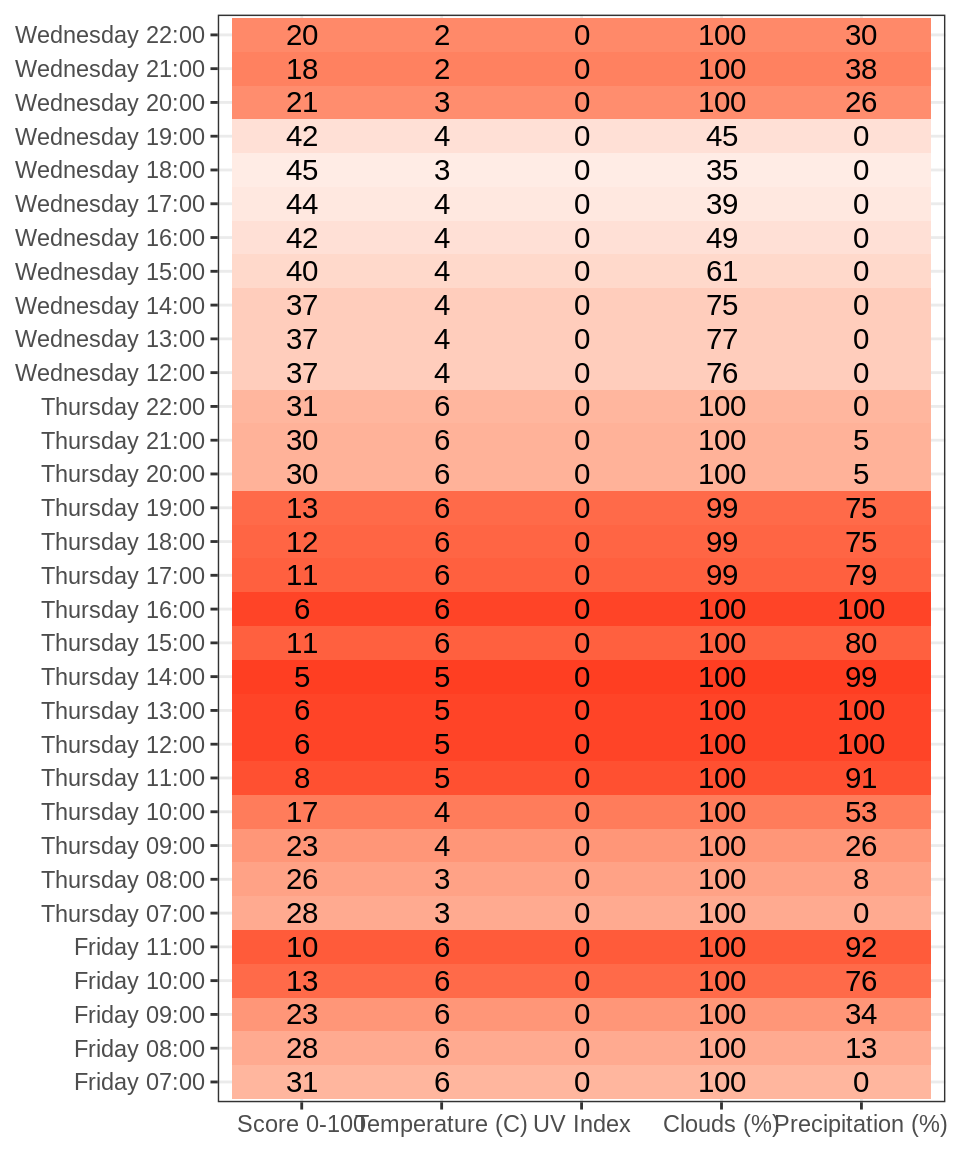 Wednesday 22:00 20 2 0 100 30
Wednesday 21:00 18 2 0 100 38
Wednesday 20:00 21 3 0 100 26
Wednesday 19:00 42 4 0 45 0
Wednesday 18:00 45 3 0 35 0
Wednesday 17:00 44 4 0 39 0
Wednesday 16:00 42 4 0 49 0
Wednesday 15:00 40 4 0 61 0
Wednesday 14:00 37 4 0 75 0
Wednesday 13:00 37 4 0 77 0
Wednesday 12:00 37 4 0 76 0
Thursday 22:00 31 6 0 100 0
Thursday 21:00 30 6 0 100 5
Thursday 20:00 30 6 0 100 5
Thursday 19:00 13 6 0 99 75
Thursday 18:00 12 6 0 99 75
Thursday 17:00 11 6 0 99 79
Thursday 16:00 6 6 0 100 100
Thursday 15:00 11 6 0 100 80
Thursday 14:00 5 5 0 100 99
Thursday 13:00 6 5 0 100 100
Thursday 12:00 6 5 0 100 100
Thursday 11:00 8 5 0 100 91
Thursday 10:00 17 4 0 100 53
Thursday 09:00 23 4 0 100 26
Thursday 08:00 26 3 0 100 8
Thursday 07:00 28 3 0 100 0
Friday 11:00 10 6 0 100 92
Friday 10:00 13 6 0 100 76
Friday 09:00 23 6 0 100 34
Friday 08:00 28 6 0 100 13
Friday 07:00 31 6 0 100 0
Score 0-100 Temperature (C) UV Index Clouds (%) Precipitation (%)